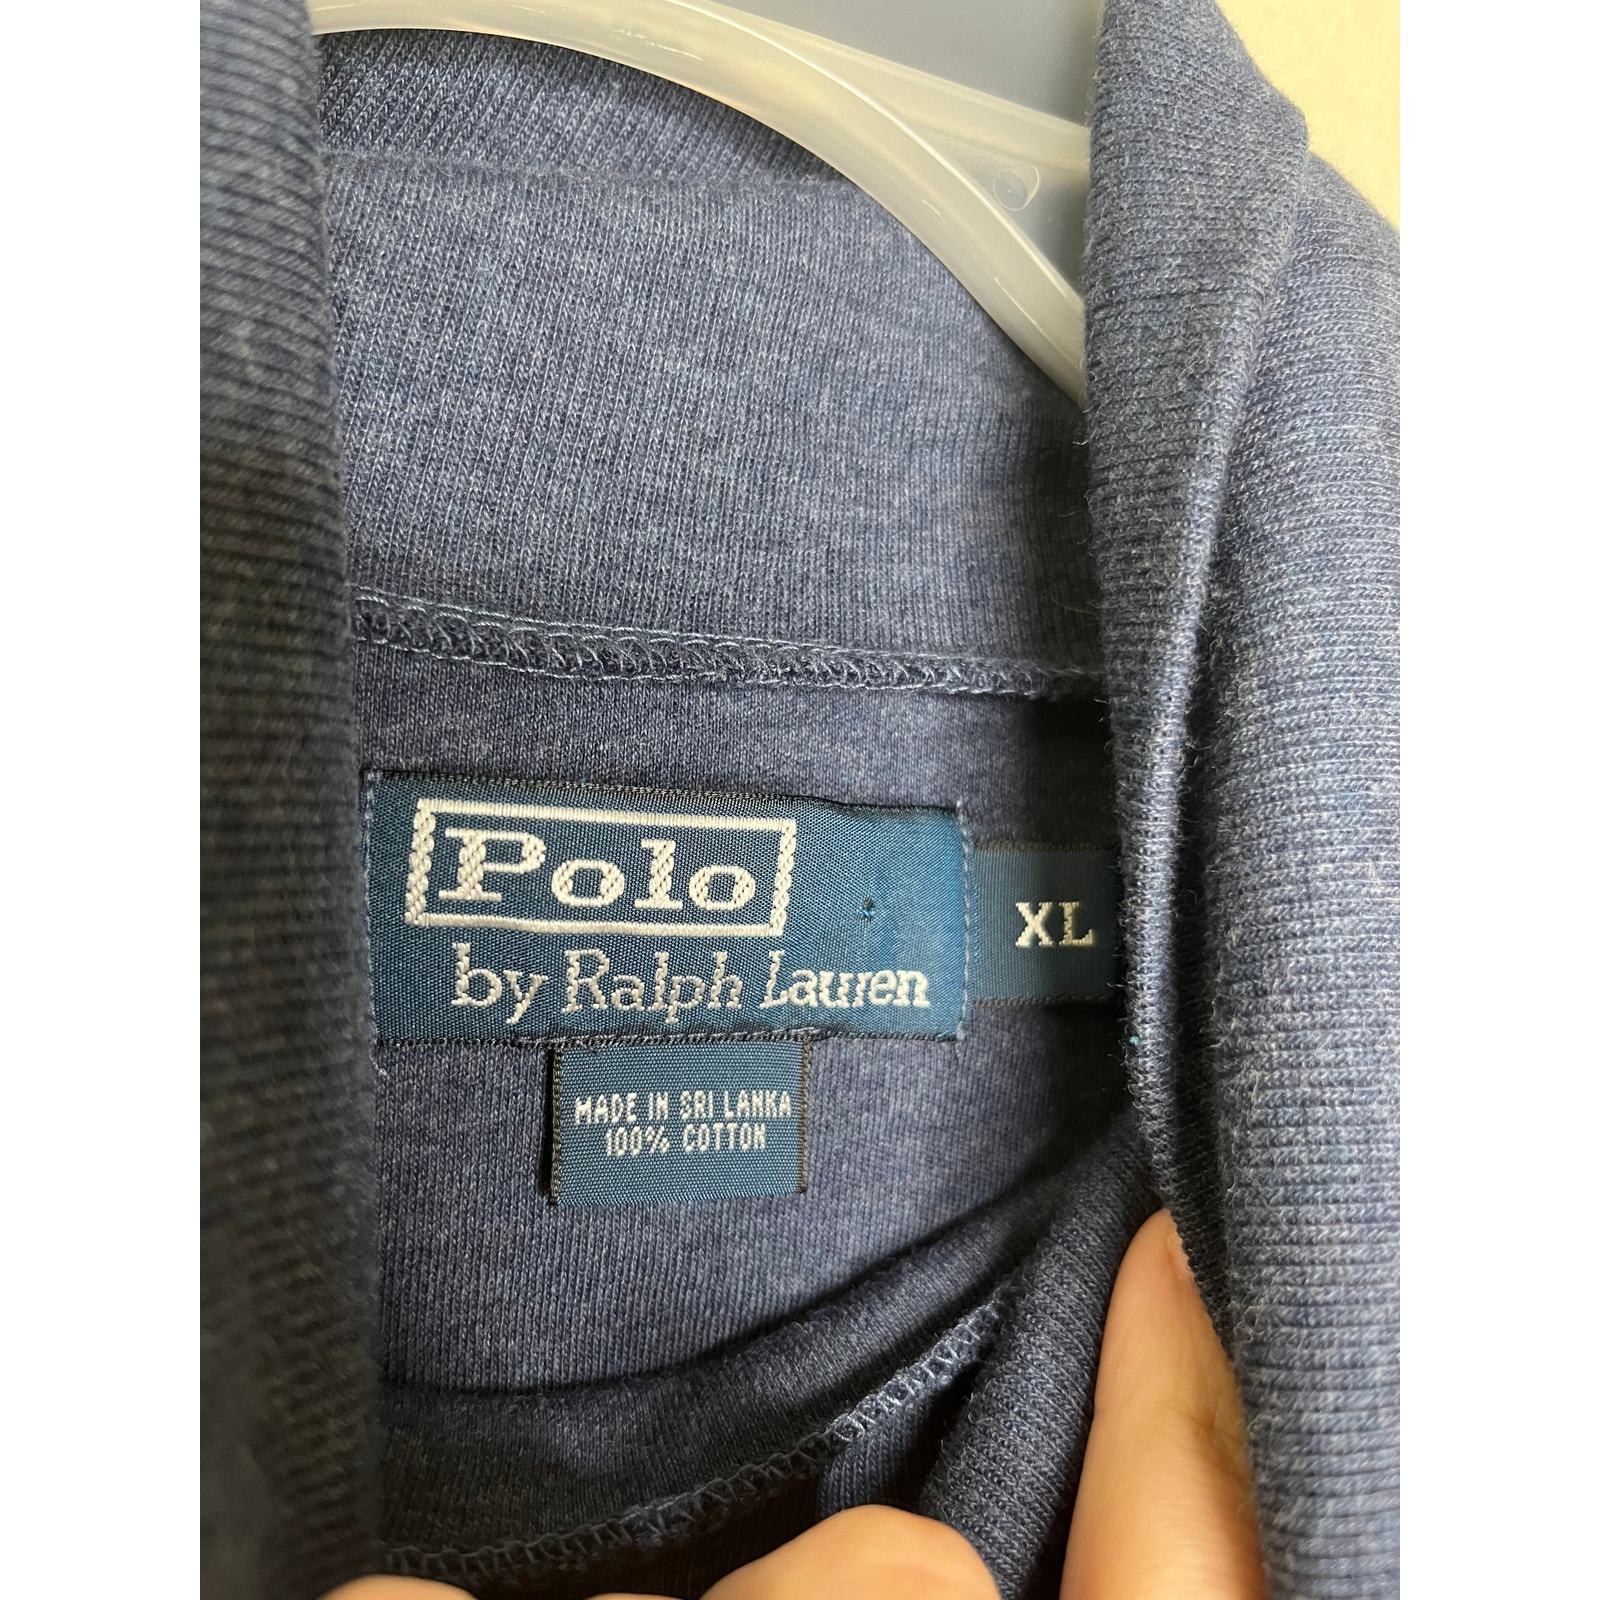 Polo
by Ralph Lauren
XL
MADE IN SRI LANKA
100% COTTON